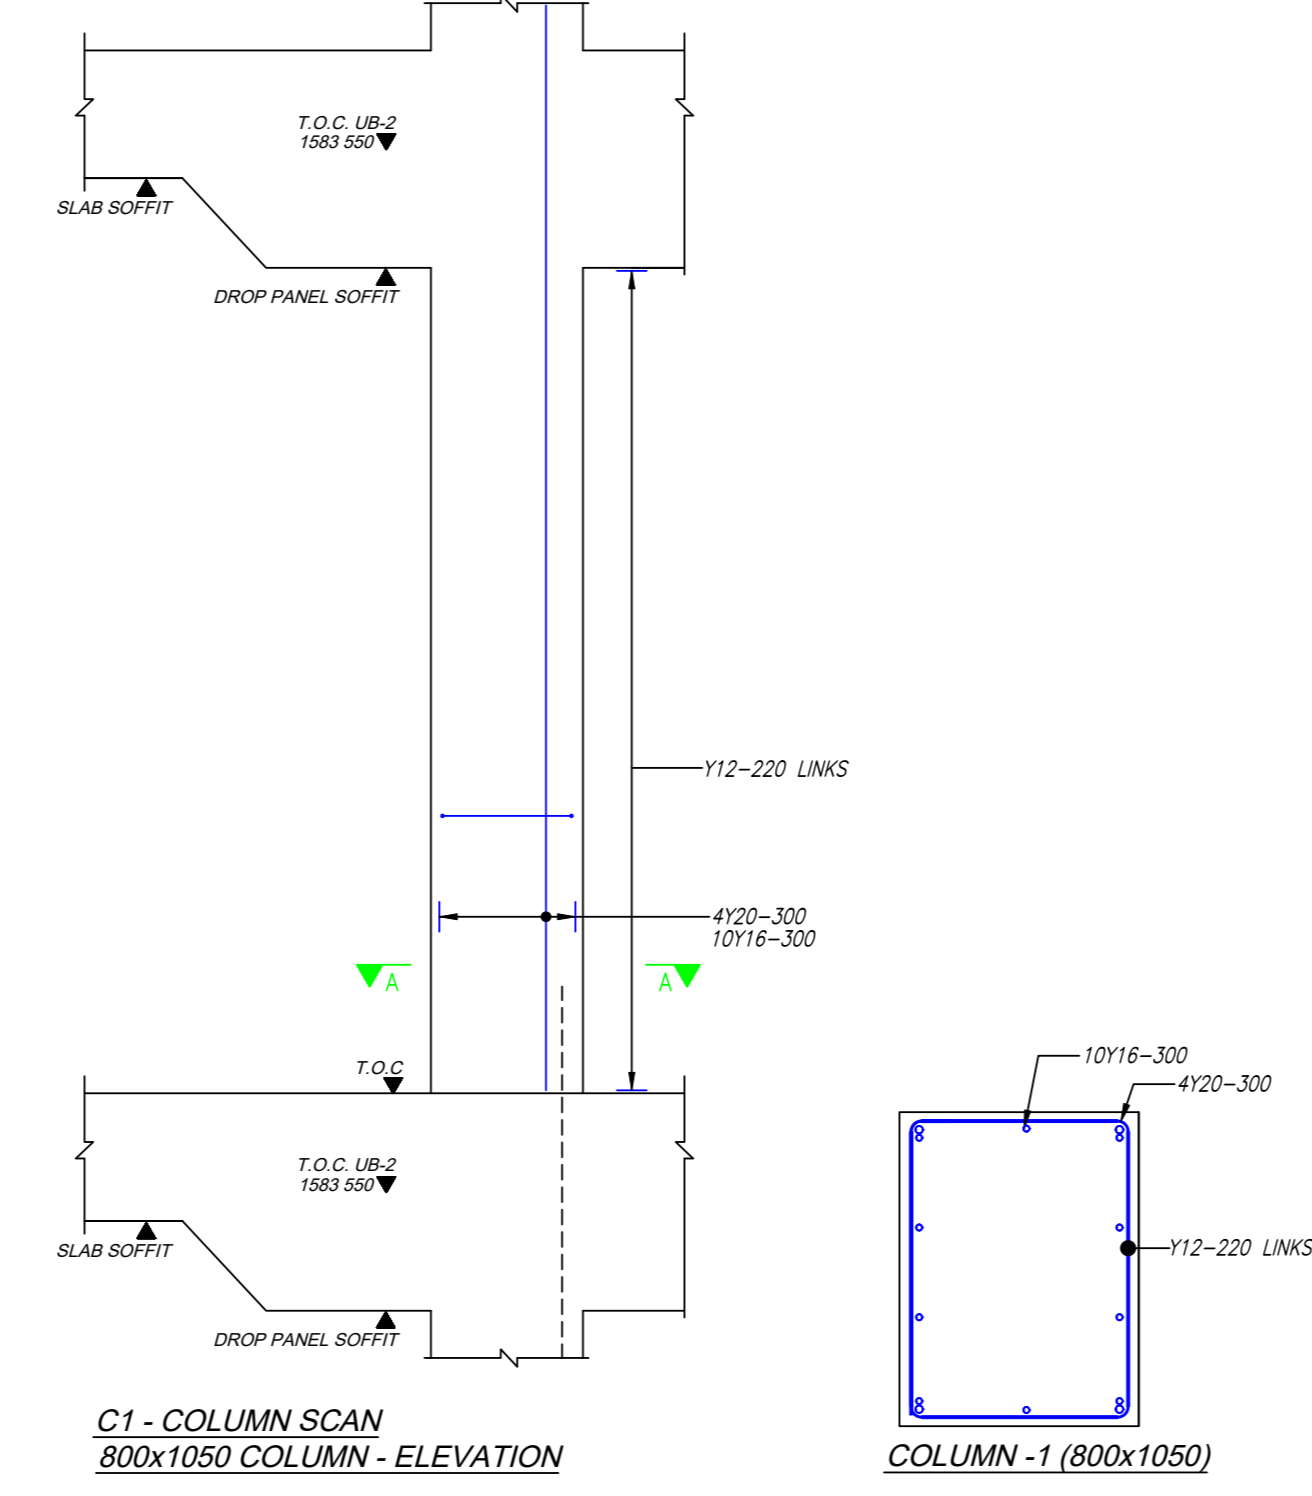 T.O.C. UB-2
1583 550
SLAB SOFFIT
DROP PANEL SOFFIT
Y12-220 LINKS
4Y20-300
10Y16-300
A
A
T.O.C
T.O.C. UB-2
1583 550
SLAB SOFFIT
DROP PANEL SOFFIT
C1 - COLUMN SCAN
800x1050 COLUMN - ELEVATION
10Y16-300
4Y20-300
Y12-220 LINKS
COLUMN -1 (800x1050)